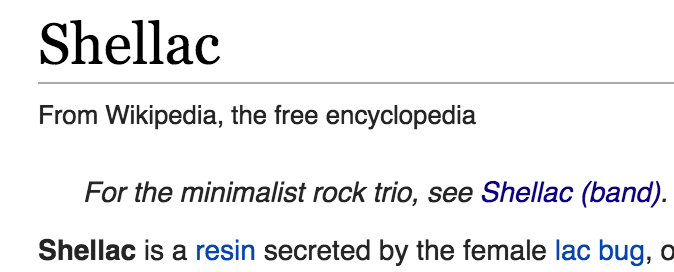 Shellac
From Wikipedia, the free encyclopedia
For the minimalist rock trio, see Shellac (band).
Shellac is a resin secreted by the female lac bug,